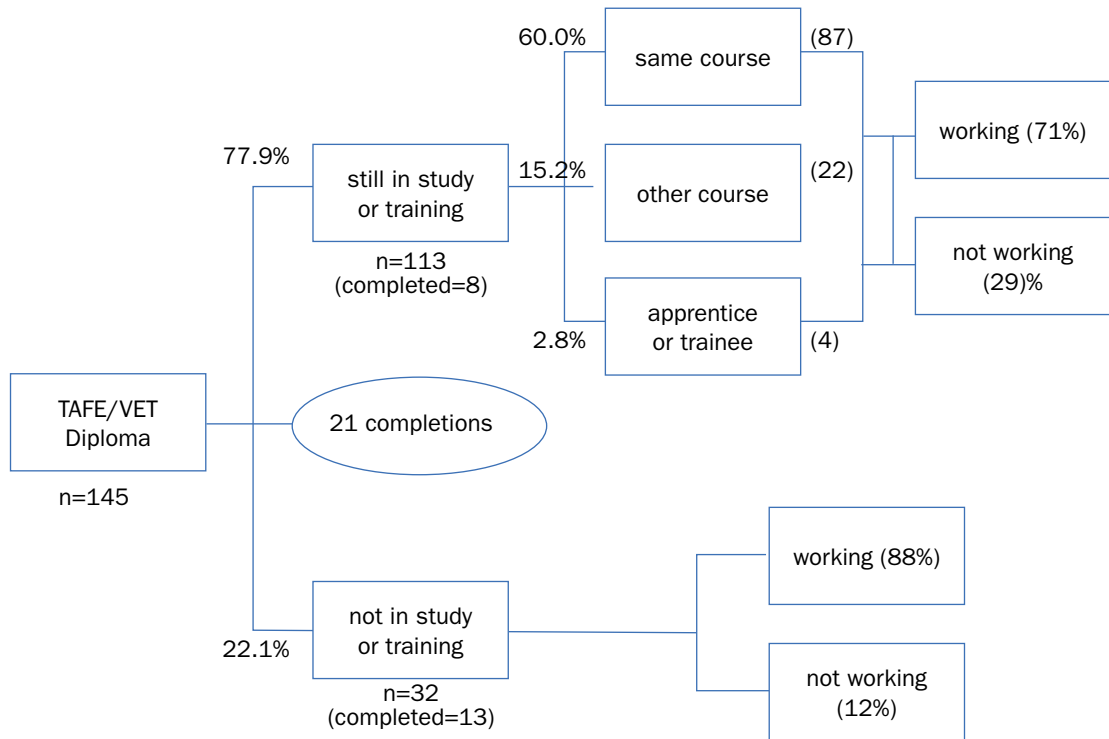 60.0%
same course
(87)
working (71%)
77.9%
still in study
or training
n=113
(completed=8)
15.2%
other course
(22)
not working
(29)%
2.8%
apprentice
or trainee
(4)
TAFE/VET
Diploma
n=145
21 completions
22.1%
not in study
or training
n=32
(completed=13)
working (88%)
not working
(12%)